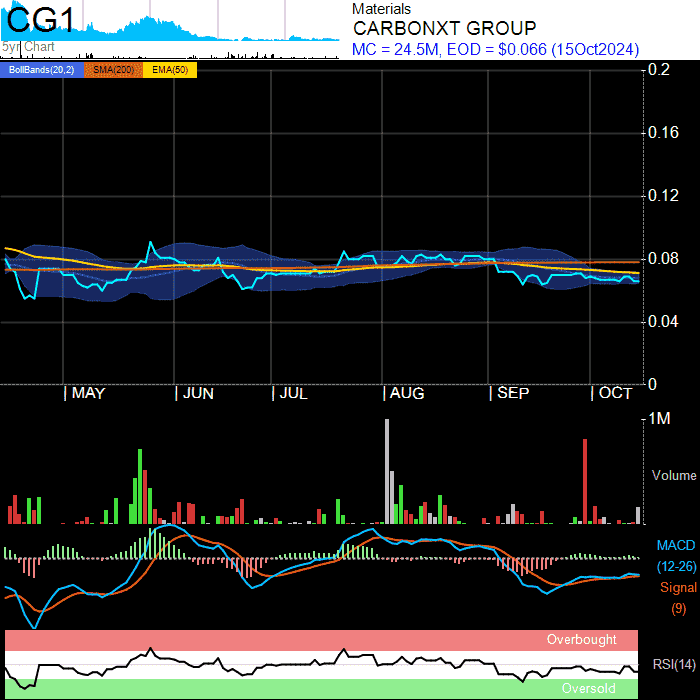 CG1
5yr Chart
Materials
CARBONXT GROUP
MC = 24.5M, EOD = $0.066 (15Oct2024)
BollBands(20,2) SMA(200) EMA(50)
0.2
0.16
0.12
0.08
0.04
0
| MAY | JUN | JUL | AUG | SEP | OCT
1M
Volume
MACD
(12-26)
Signal
(9)
Overbought
RSI(14)
Oversold